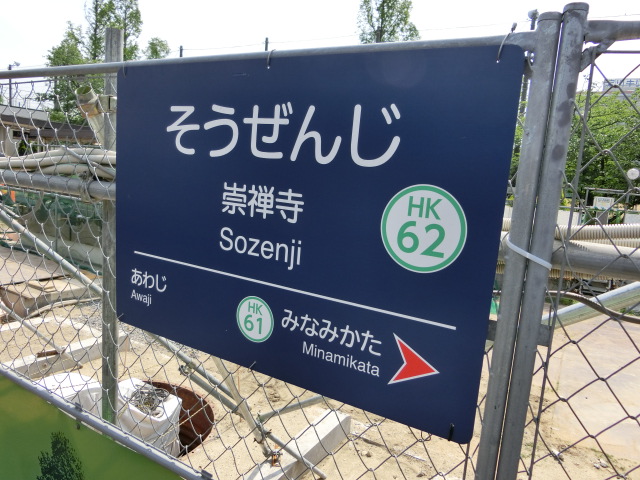 そうぜんじ
崇禅寺
Sozenji
HK
62
あわじ
Awaji
HK
61
みなみかた
Minamikata